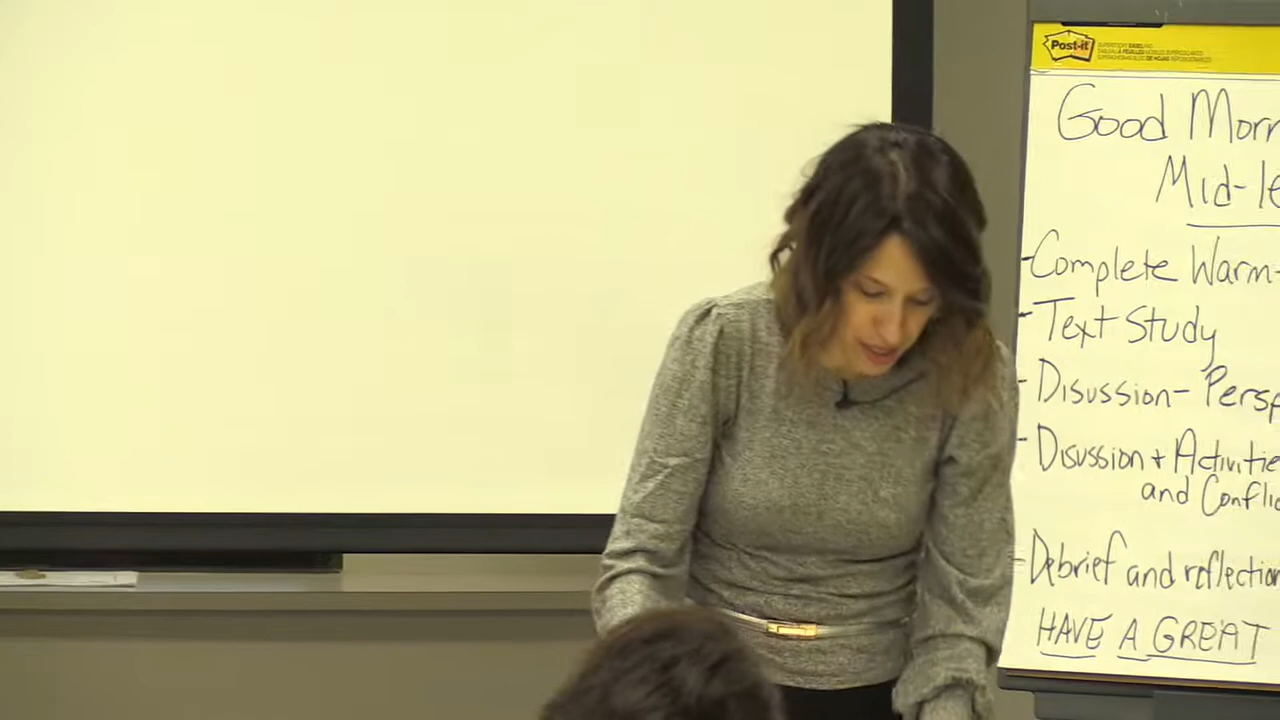 Post-it
Good Morn
Mid-le
-Complete Warm-
-Text Study
-Disussion- Persp
-Disussion + Activitie
and Conflic
-Debrief and reflection
HAVE A GREAT